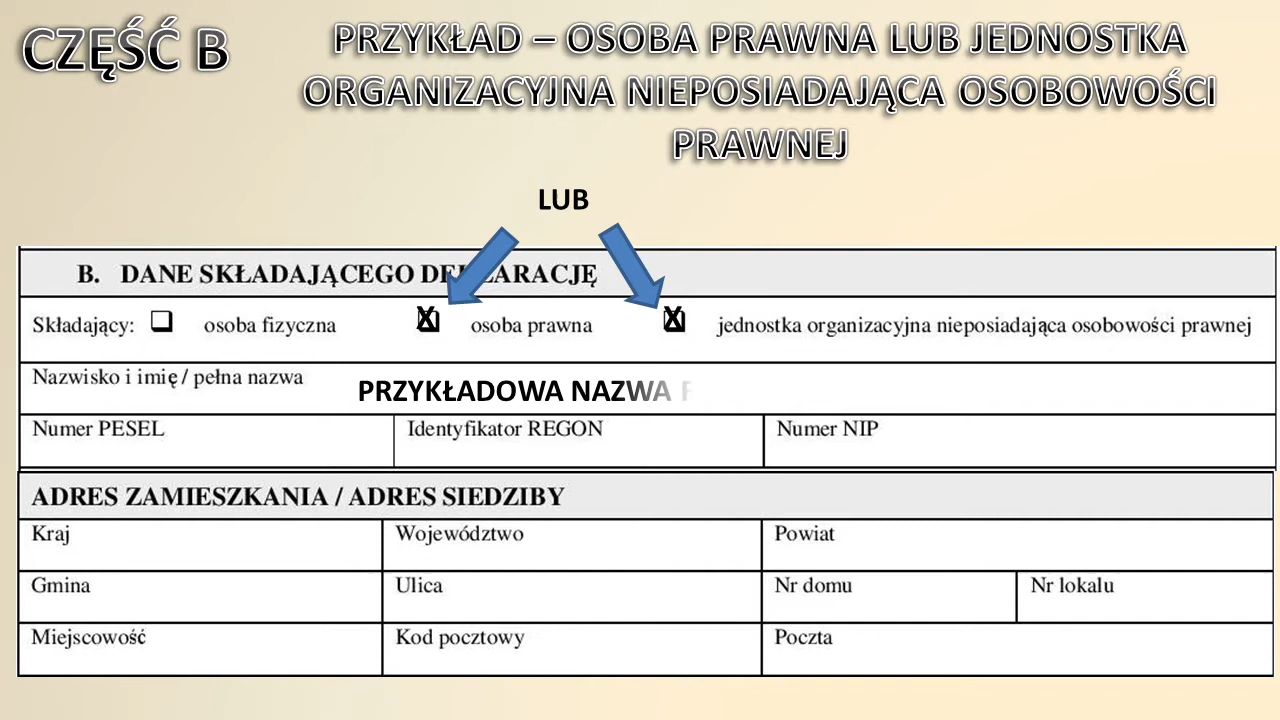 CZĘŚĆ B
PRZYKŁAD – OSOBA PRAWNA LUB JEDNOSTKA
ORGANIZACYJNA NIEPOSIADAJĄCA OSOBOWOŚCI
PRAWNEJ
LUB
B. DANE SKŁADAJĄCEGO DEKLARACJĘ
Składający: osoba fizyczna X osoba prawna X jednostka organizacyjna nieposiadająca osobowości prawnej
Nazwisko i imię / pełna nazwa
PRZYKŁADOWA NAZWA
Numer PESEL Identyfikator REGON Numer NIP
ADRES ZAMIESZKANIA / ADRES SIEDZIBY
Kraj Województwo Powiat
Gmina Ulica Nr domu Nr lokalu
Miejscowość Kod pocztowy Poczta